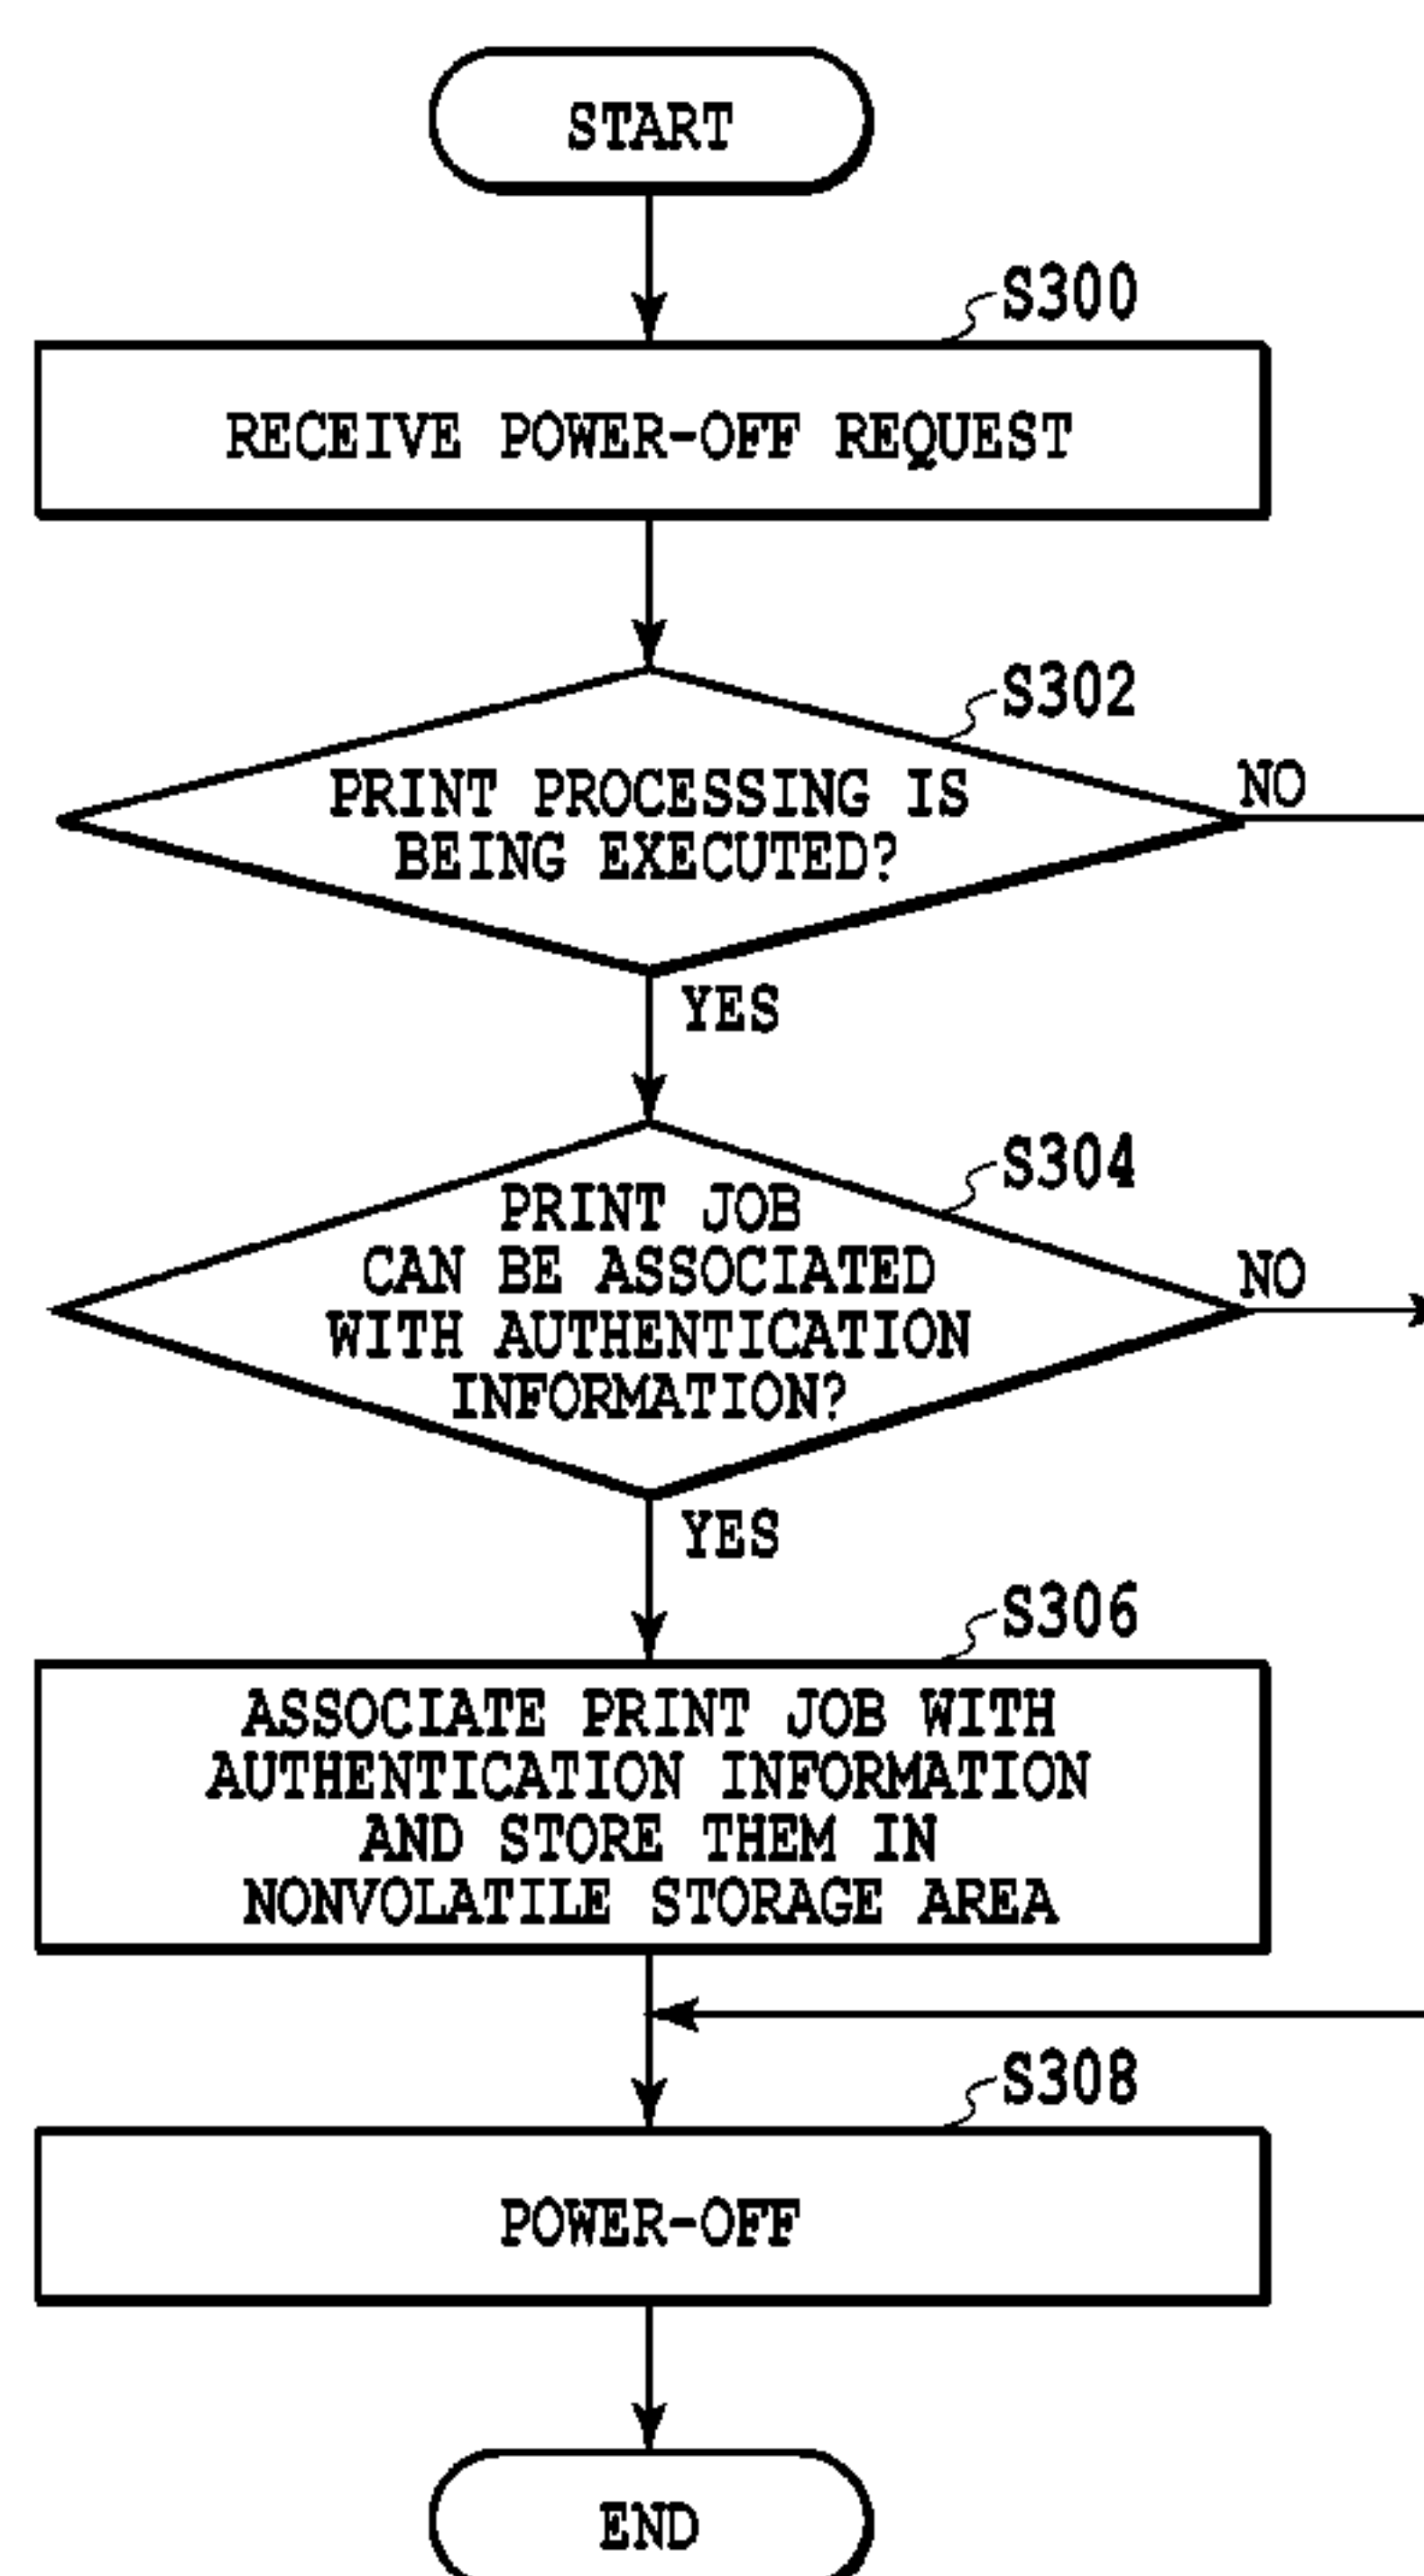 START
S300
RECEIVE POWER-OFF REQUEST
S302
PRINT PROCESSING IS
BEING EXECUTED?
NO
YES
S304
PRINT JOB
CAN BE ASSOCIATED
WITH AUTHENTICATION
INFORMATION?
NO
YES
S306
ASSOCIATE PRINT JOB WITH
AUTHENTICATION INFORMATION
AND STORE THEM IN
NONVOLATILE STORAGE AREA
S308
POWER-OFF
END